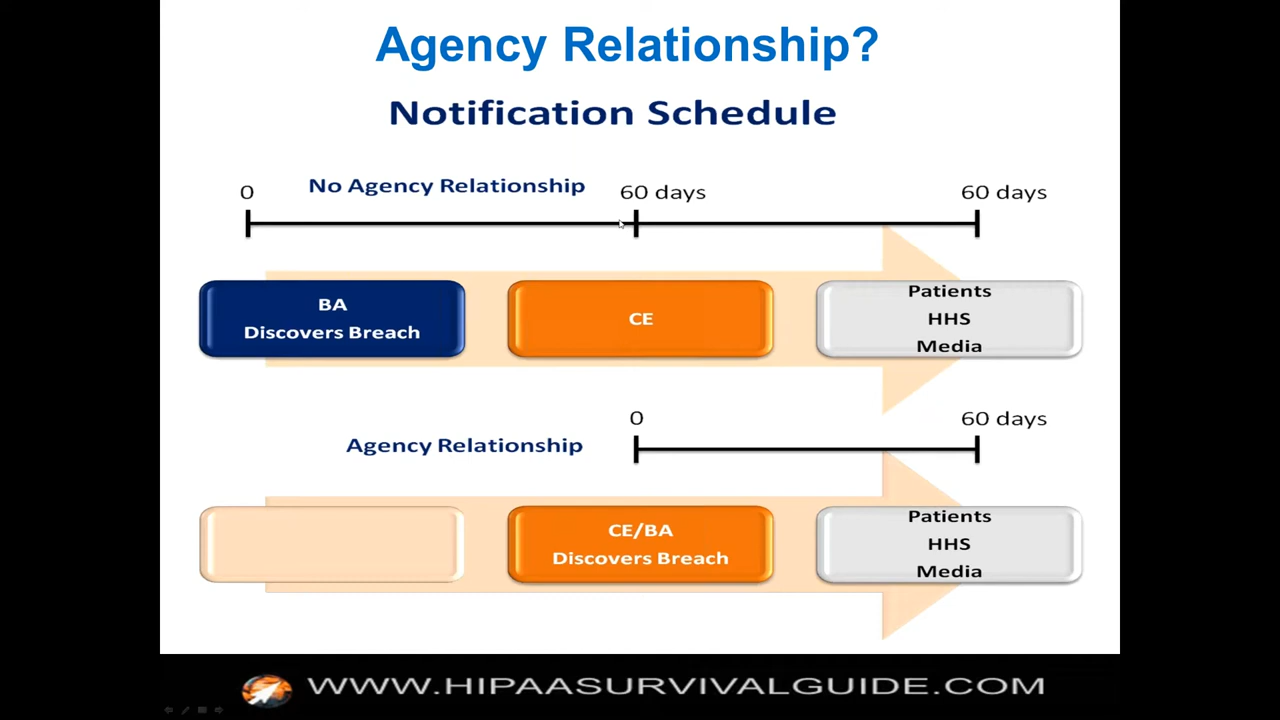 Agency Relationship?
Notification Schedule
0
No Agency Relationship
60 days
60 days
BA
Discovers Breach
CE
Patients
HHS
Media
Agency Relationship
0
60 days
CE/BA
Discovers Breach
Patients
HHS
Media
WWW.HIPAASURVIVALGUIDE.COM